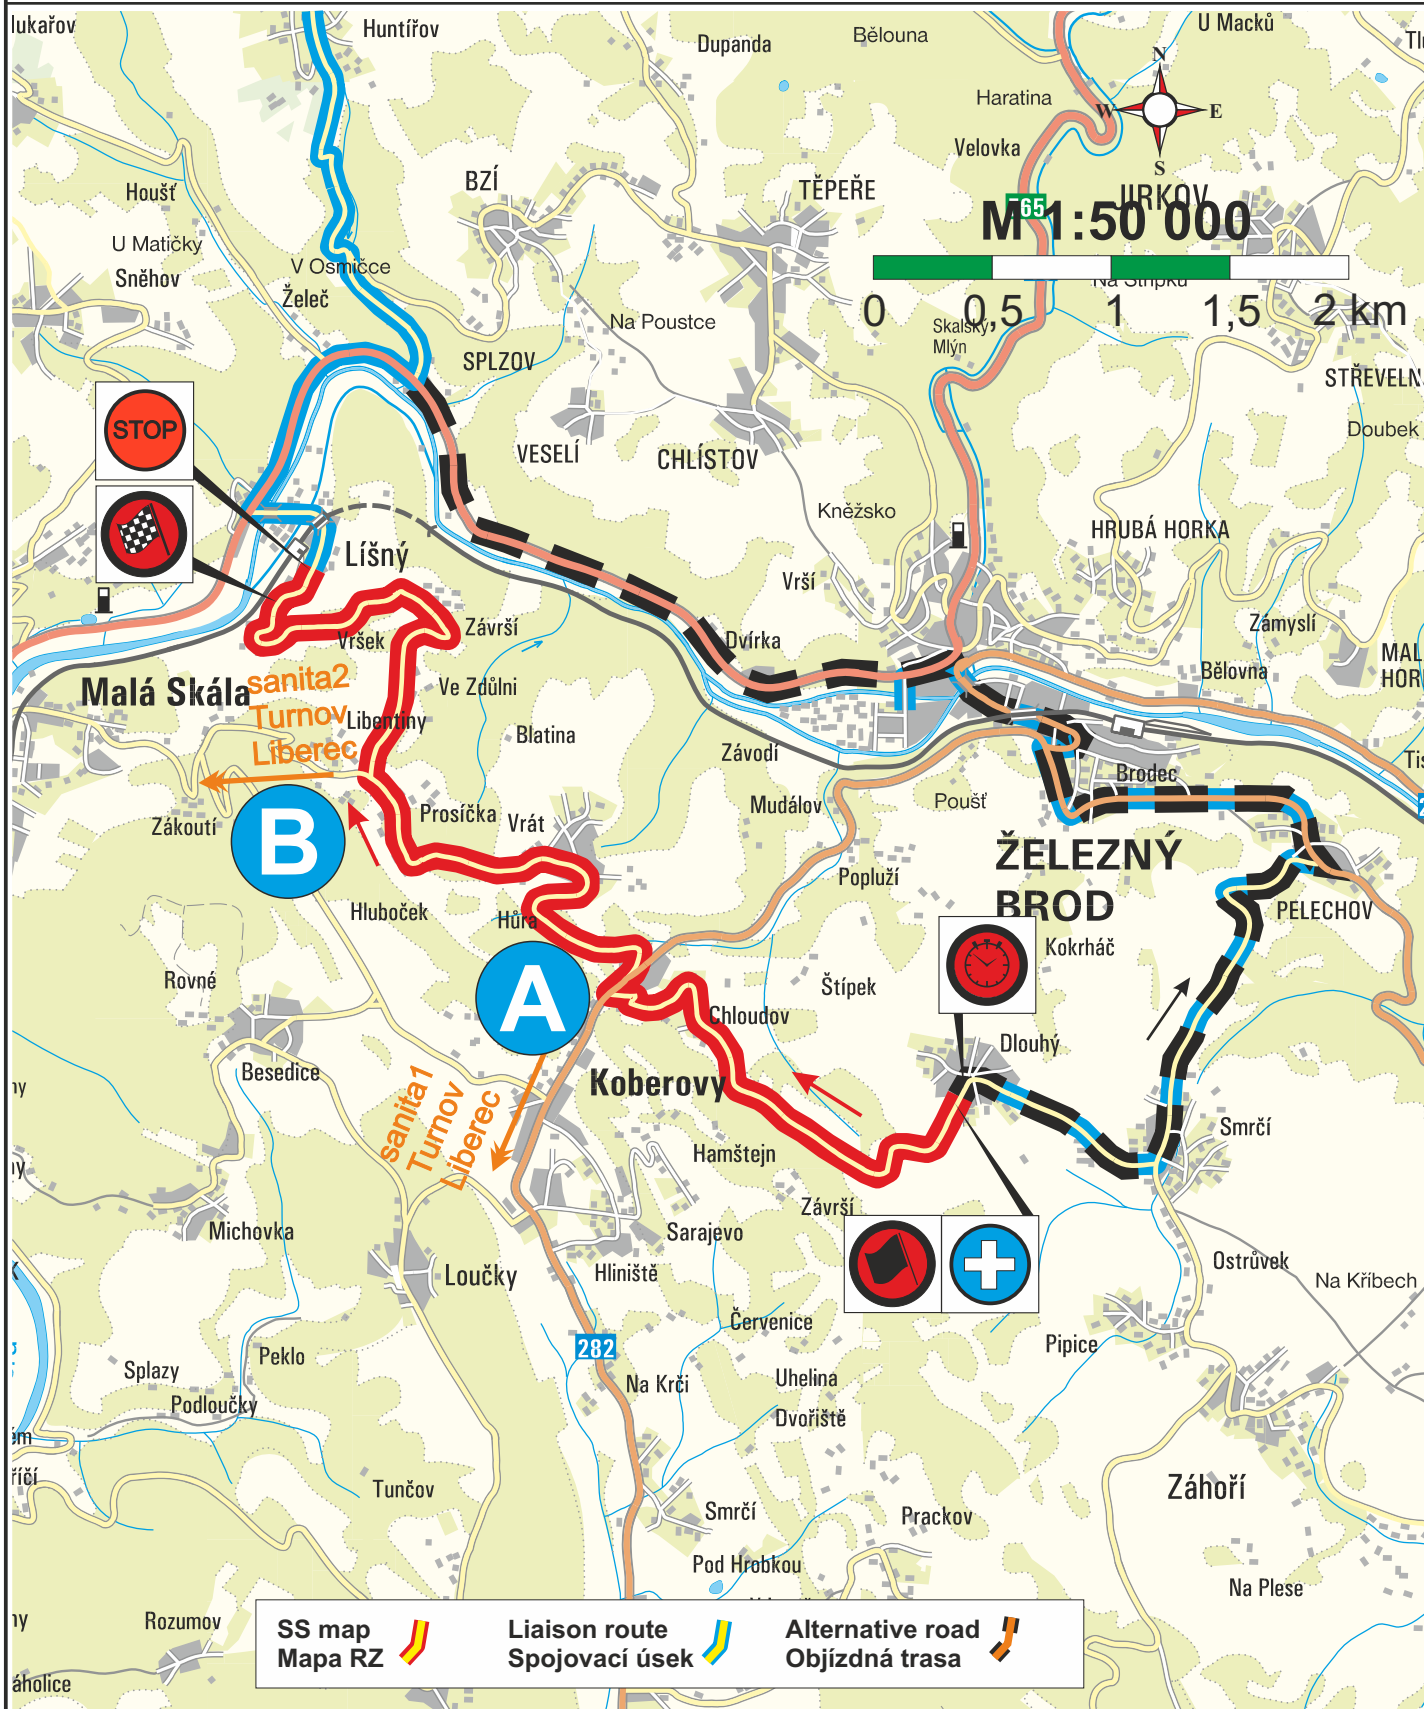 lukařov
Huntířov
Dupanda
Bělouna
U Macků
N
Haratina
W
E
Velovka
S
Houšť
BZÍ
TĚPEŘE
JIRKOV
M 1:50 000
U Matičky
Sněhov
V Osmičce
Želeč
Na Poustce
0
0,5
1
1,5
2 km
Skalský
Mlýn
SPLZOV
STŘEVELN
STOP
VESELÍ
CHLÍSTOV
Doubek
Kněžsko
HRUBÁ HORKA
Líšný
Vrší
Závrší
Vršek
Dvírka
Zámyslí
MAL
HOR
Bělovna
Malá Skála
sanita2
Turnov
Liberec
Ve Zdůlni
Libentiny
Blatina
Závodí
Brodec
Mudálov
Poušť
Prosíčka
Vrát
Zákoutí
B
ŽELEZNÝ
BROD
Popluží
Hluboček
Hůra
PELECHOV
Kokrháč
Rovné
A
Štípek
Chloudov
Dlouhý
Besedice
Koberovy
sanita1
Turnov
Liberec
Smrčí
Hamštejn
Závrší
Michovka
Sarajevo
Loučky
Hliniště
Ostrůvek
Na Kříbech
Červenice
282
Pipice
Peklo
Splazy
Podloučky
Na Krči
Uhelina
Dvořiště
Tunčov
Záhoří
Smrčí
Prackov
Pod Hrobkou
Na Plese
Rozumov
SS map
Mapa RZ
Liaison route
Spojovací úsek
Alternative road
Objízdná trasa
áholice